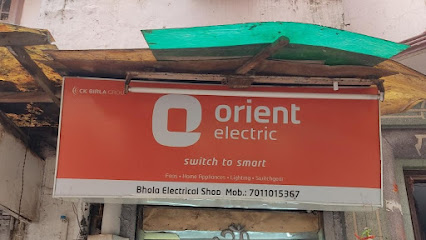 CK BIRLA GROUP
orient
electric
switch to smart
Fans • Home Appliances • Lighting • Switchgear
Bhola Electrical Shop Mob.: 7011015367